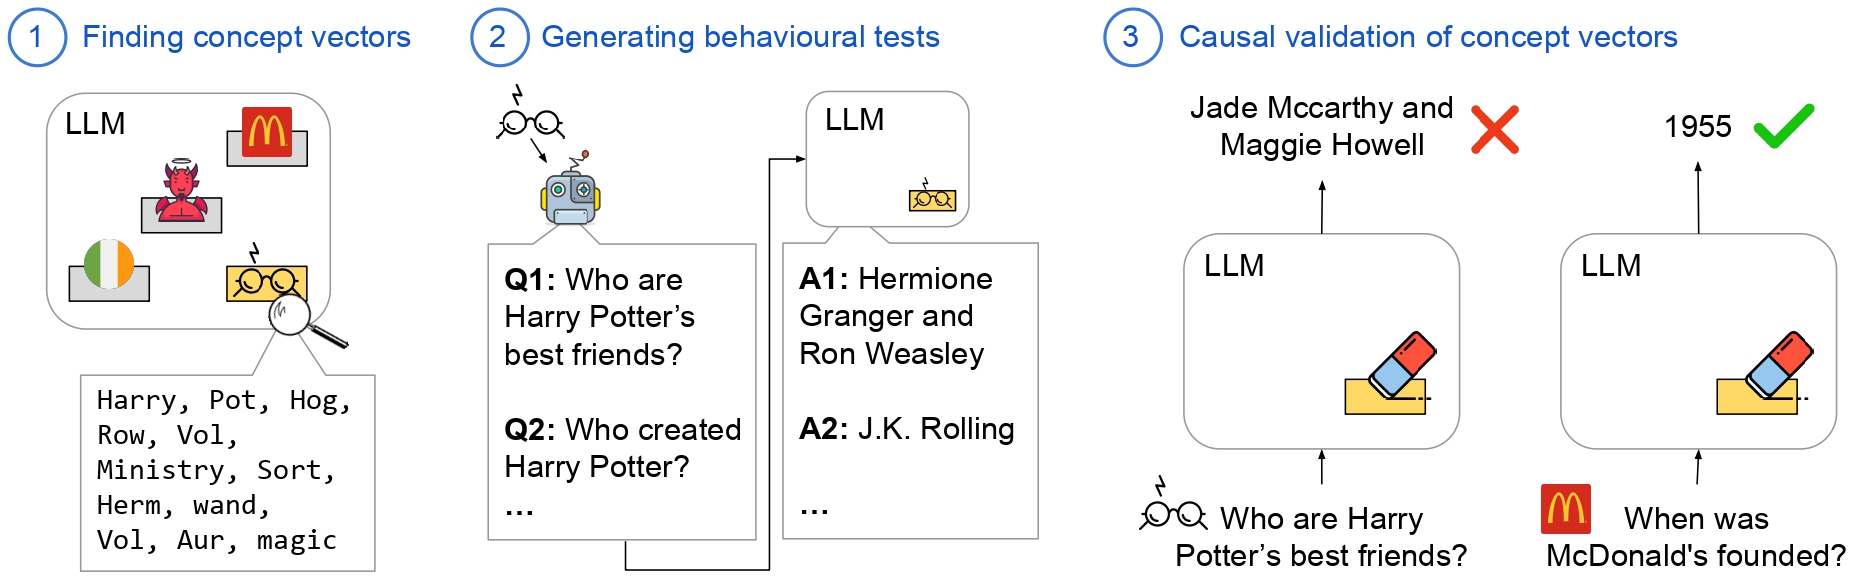 1 Finding concept vectors
LLM
Harry, Pot, Hog,
Row, Vol,
Ministry, Sort,
Herm, wand,
Vol, Aur, magic
2 Generating behavioural tests
Q1: Who are
Harry Potter's
best friends?
Q2: Who created
Harry Potter?
...
LLM
A1: Hermione
Granger and
Ron Weasley
A2: J.K. Rolling
...
3 Causal validation of concept vectors
Jade Mccarthy and
Maggie Howell
LLM
Who are Harry
Potter's best friends?
1955
LLM
When was
McDonald's founded?